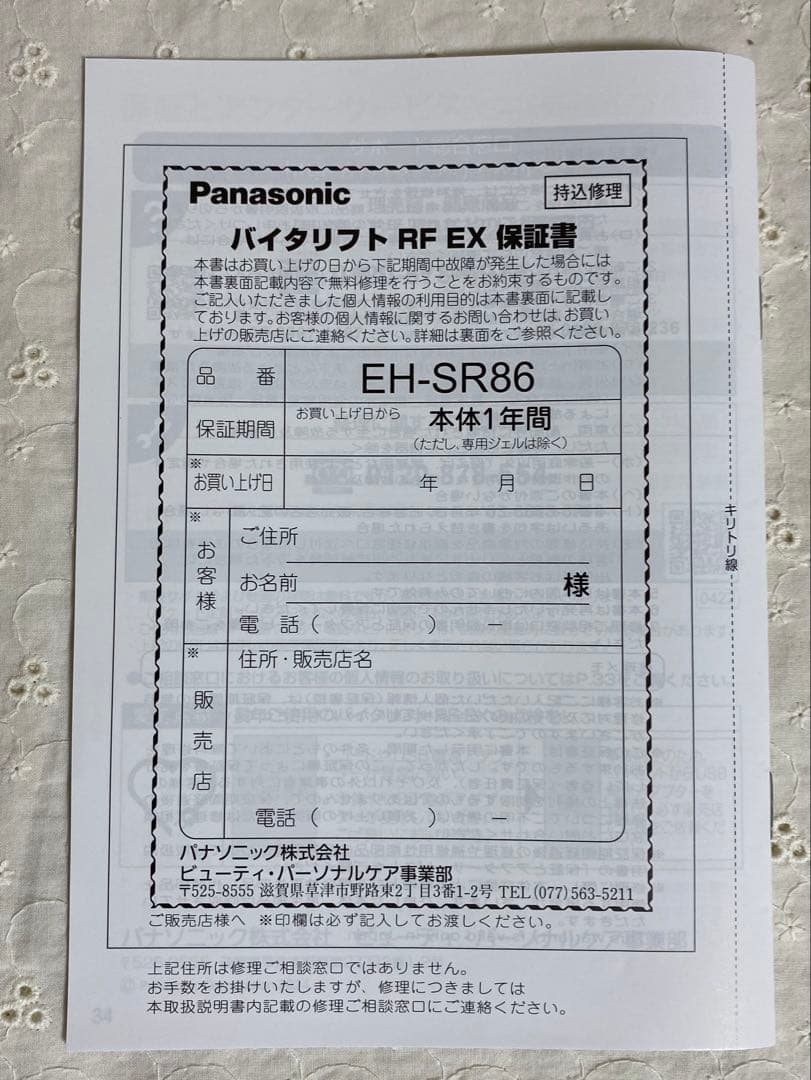 Panasonic
持込修理
バイタリフト RF EX 保証書
本書はお買い上げの日から下記期間中故障が発生した場合には
本書裏面記載内容で無料修理を行うことをお約束するものです。
ご記入いただきました個人情報の利用目的は本書裏面に記載し
ております。お客様の個人情報に関するお問い合わせは、お買い
上げの販売店にご連絡ください。詳細は裏面をご参照ください。
品 番 EH-SR86
保証期間 お買い上げ日から 本体1年間
(ただし、専用ジェルは除く)
※お買い上げ日 年 月 日
※お客様
ご住所
お名前 様
電 話( ) －
※販売店
住所・販売店名
電話( ) －
パナソニック株式会社
ビューティ・パーソナルケア事業部
〒525-8555 滋賀県草津市野路東2丁目3番1-2号 TEL(077)563-5211
ご販売店様へ ※印欄は必ず記入してお渡しください。
上記住所は修理ご相談窓口ではありません。
お手数をお掛けいたしますが、修理につきましては
本取扱説明書内記載の修理ご相談窓口にご連絡ください。
キリトリ線
34